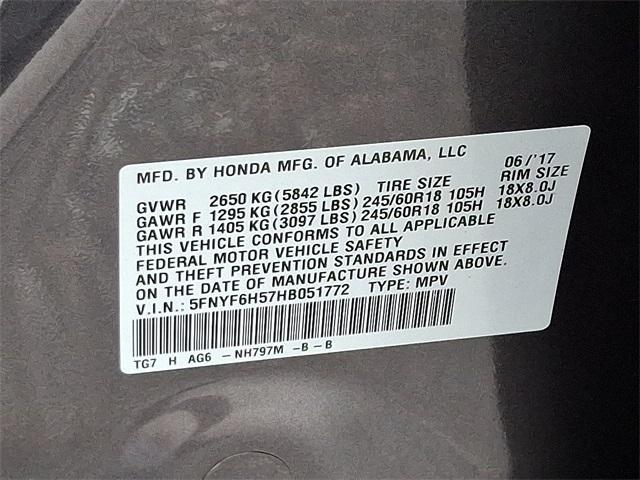 MFD. BY HONDA MFG. OF ALABAMA, LLC 06/'17
GVWR 2650 KG (5842 LBS) TIRE SIZE RIM SIZE
GAWR F 1295 KG (2855 LBS) 245/60R18 105H 18X8.0J
GAWR R 1405 KG (3097 LBS) 245/60R18 105H 18X8.0J
THIS VEHICLE CONFORMS TO ALL APPLICABLE
FEDERAL MOTOR VEHICLE SAFETY
AND THEFT PREVENTION STANDARDS IN EFFECT
ON THE DATE OF MANUFACTURE SHOWN ABOVE.
V.I.N.: 5FNYF6H57HB051772 TYPE: MPV
TG7 H AG6 -NH797M -B-B